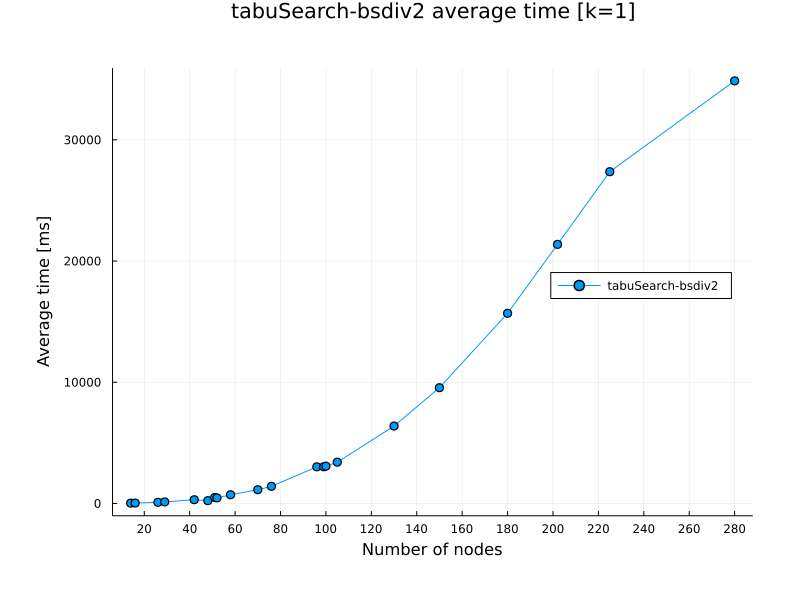 tabuSearch-bsdiv2 average time [k=1]
Average time [ms]
30000
20000
10000
0
tabuSearch-bsdiv2
20 40 60 80 100 120 140 160 180 200 220 240 260 280
Number of nodes